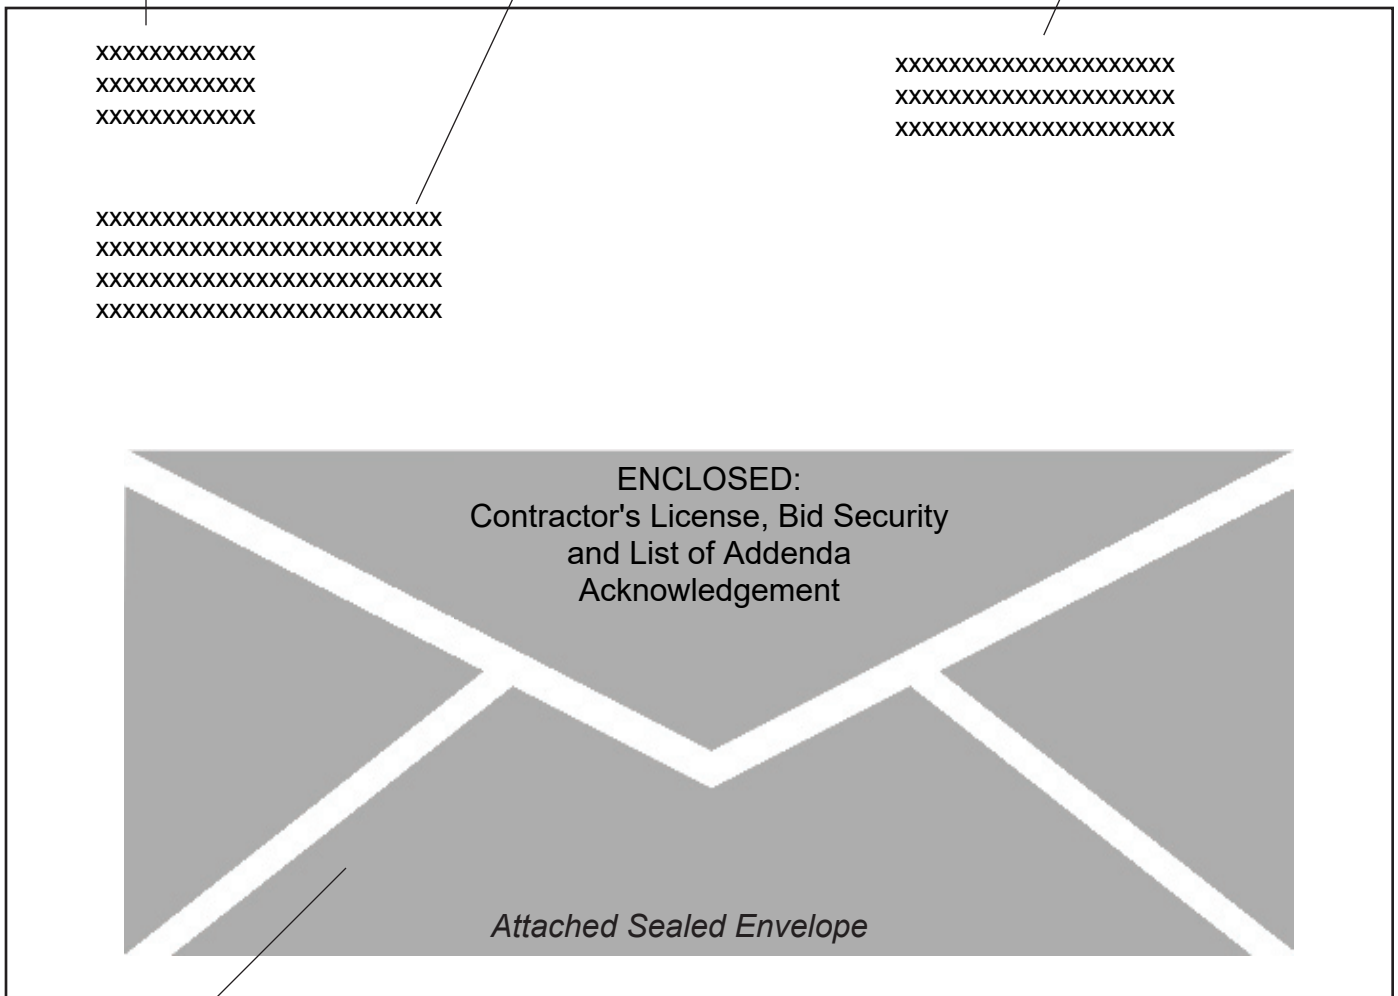 xxxxxxxxxxxx
xxxxxxxxxxxx
xxxxxxxxxxxx
xxxxxxxxxxxxxxxxxxxxx
xxxxxxxxxxxxxxxxxxxxx
xxxxxxxxxxxxxxxxxxxxx
xxxxxxxxxxxxxxxxxxxxxxxxxx
xxxxxxxxxxxxxxxxxxxxxxxxxx
xxxxxxxxxxxxxxxxxxxxxxxxxx
xxxxxxxxxxxxxxxxxxxxxxxxxx
ENCLOSED:
Contractor's License, Bid Security
and List of Addenda
Acknowledgement
Attached Sealed Envelope